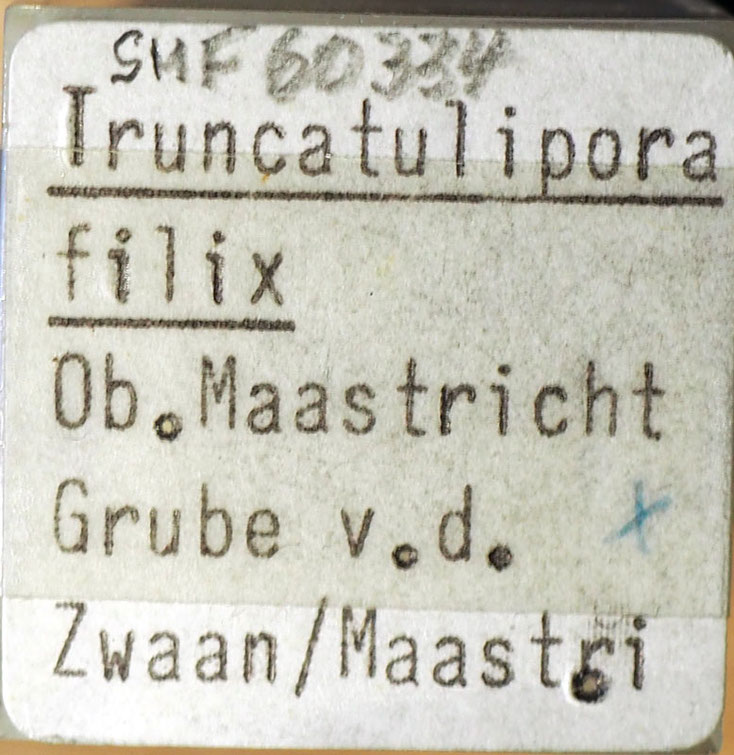 SMF 60334
Truncatulipora
filix
Ob.Maastricht
Grube v.d. x
Zwaan/Maastri